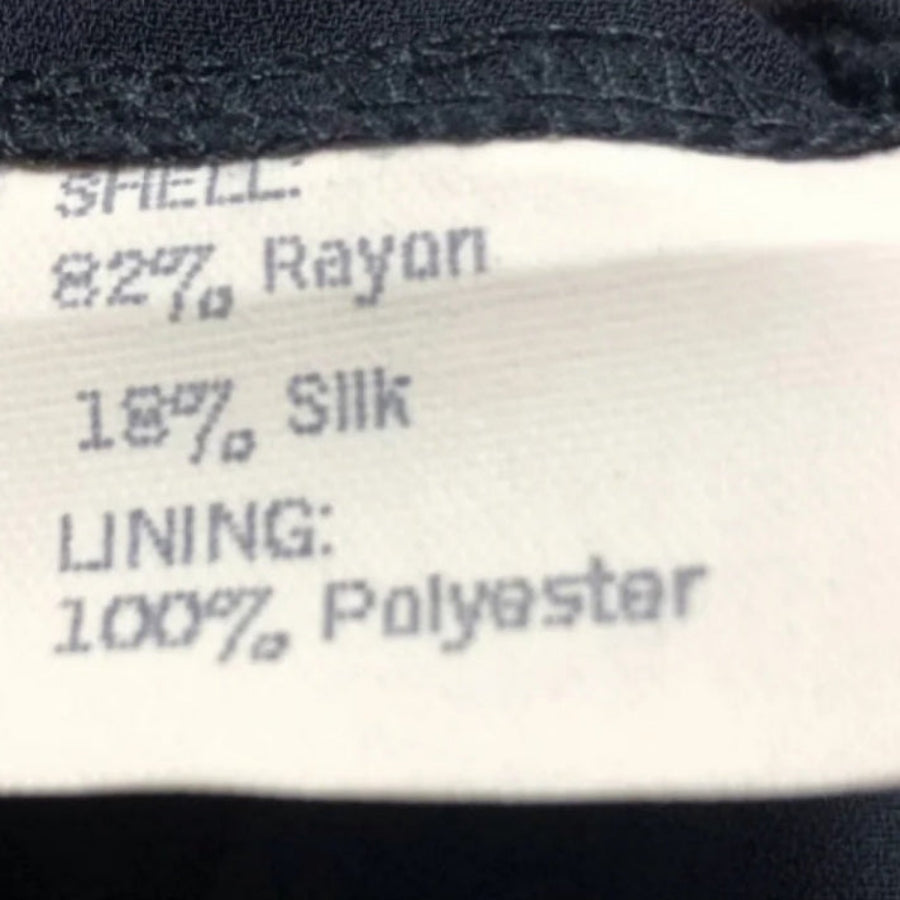 SHELL:
82% Rayon
18% Silk
LINING:
100% Polyester